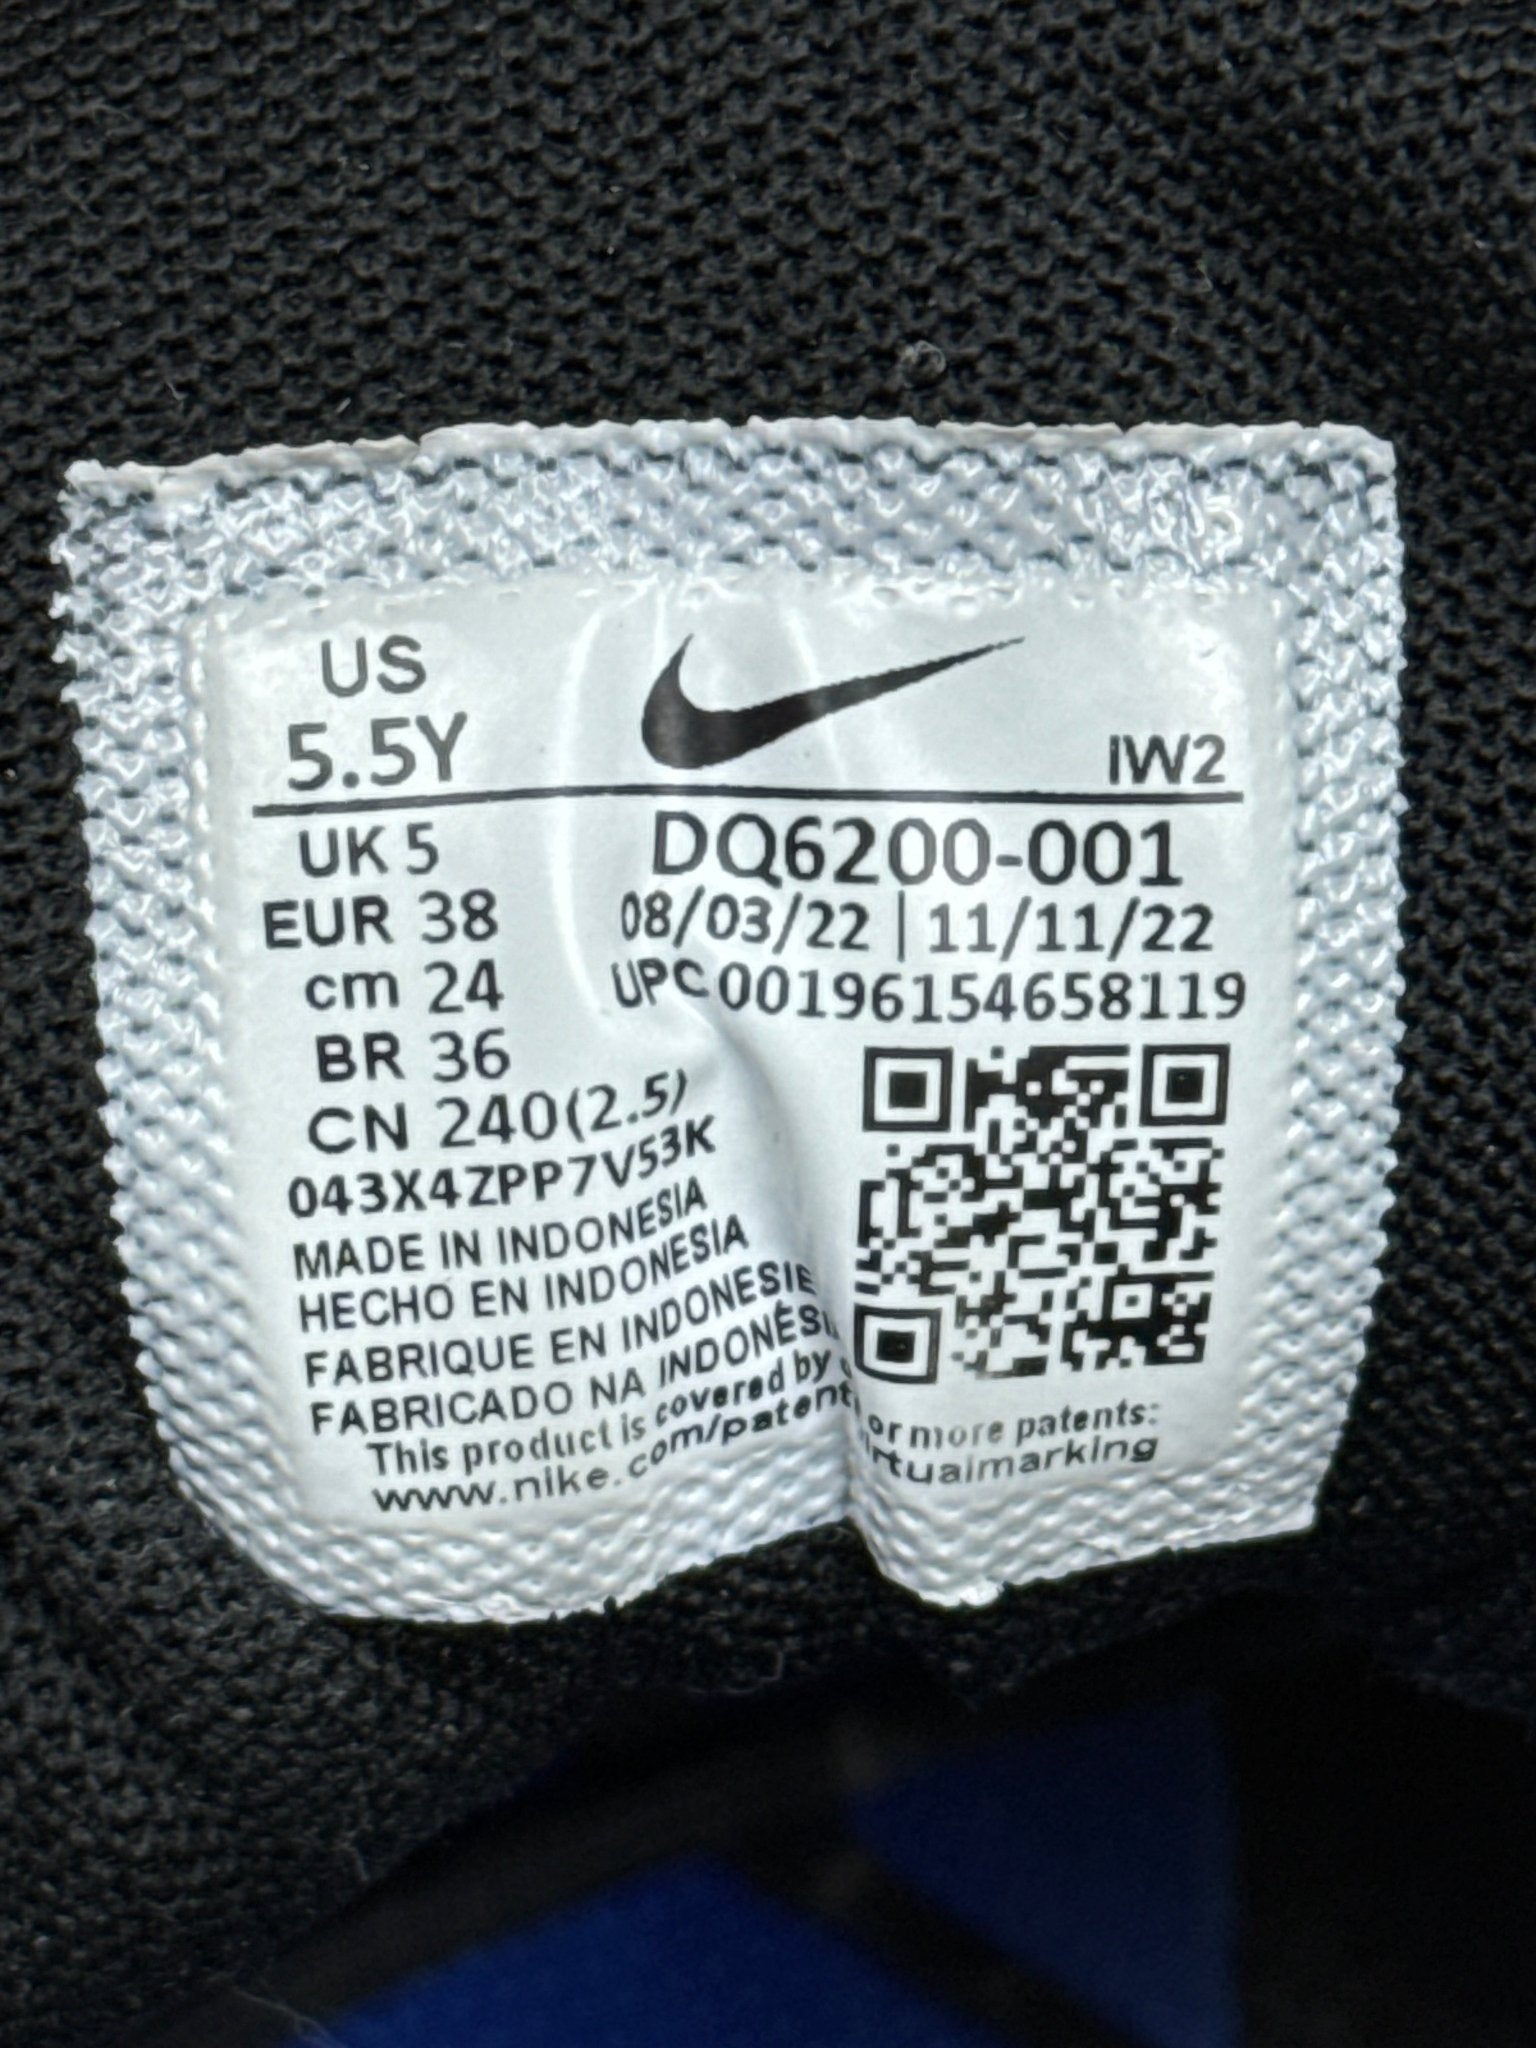 US
5.5Y
IW2
UK 5
EUR 38
cm 24
BR 36
CN 240(2.5)
DQ6200-001
08/03/22 | 11/11/22
UPC 00196154658119
043X4ZPP7V53K
MADE IN INDONESIA
HECHO EN INDONESIA
FABRIQUE EN INDONESIE
FABRICADO NA
This product is covered by or more patents:
www.nike.com/patent